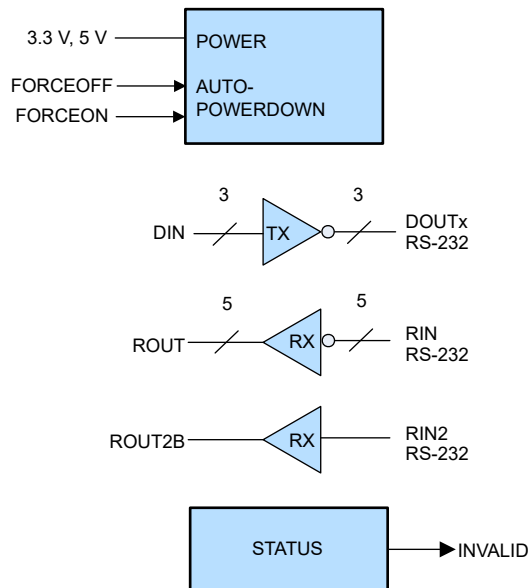 3.3 V, 5 V
POWER
FORCEOFF
AUTO-
POWERDOWN
FORCEON
3
3
DIN
TX
DOUTx
RS-232
5
5
ROUT
RX
RIN
RS-232
ROUT2B
RX
RIN2
RS-232
STATUS
INVALID